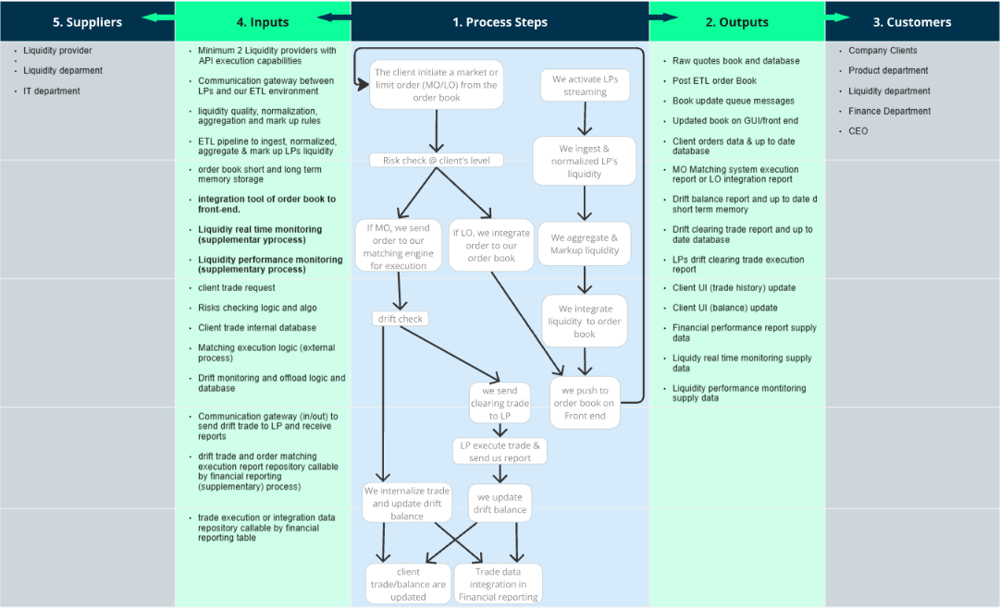 5. Suppliers
4. Inputs
1. Process Steps
2. Outputs
3. Customers
Liquidity provider
Liquidity deparment
IT department
Minimum 2 Liquidity providers with
API execution capabilities
Communication gateway between
LPs and our ETL environment
liquidity quality, normalization,
aggregation and mark up rules
ETL pipeline to ingest, normalized,
aggregate & mark up LPs liquidity
order book short and long term
memory storage
integration tool of order book to
front-end.
Liquidiy real time monitoring
(supplementar yprocess)
Liquidity performance monitoring
(supplementary process)
client trade request
Risks checking logic and algo
Client trade internal database
Matching execution logic (external
process)
Drift monitoring and offload logic and
database
Communication gateway (in/out) to
send drift trade to LP and receive
reports
drift trade and order matching
execution report repository callable
by financial reporting
(supplementary) process)
trade execution or integration data
repository callable by financial
reporting table
The client initiate a market or
limit order (MO/LO) from the
order book
Risk check @ client's level
If MO, we send
order to our
matching engine
for execution
if LO, we integrate
order to our
order book
drift check
we send
clearing trade
to LP
LP execute trade &
send us report
We internalize trade
and update drift
balance
we update
drift balance
client
trade/balance are
updated
Trade data
integration in
Financial reporting
We activate LPs
streaming
We ingest &
normalized LP's
liquidity
We aggregate &
Markup liquidity
We integrate
liquidity to order
book
we push to
order book on
Front end
Raw quotes book and database
Post ETL order Book
Book update queue messages
Updated book on GUI/front end
Client orders data & up to date
database
MO Matching system execution
report or LO integration report
Drift balance report and up to date d
short term memory
Drift clearing trade report and up to
date database
LPs drift clearing trade execution
report
Client UI (trade history) update
Client UI (balance) update
Financial performance report supply
data
Liquidy real time monitoring supply
data
Liquidity performance montitoring
supply data
Company Clients
Product department
Liquidity department
Finance Department
CEO